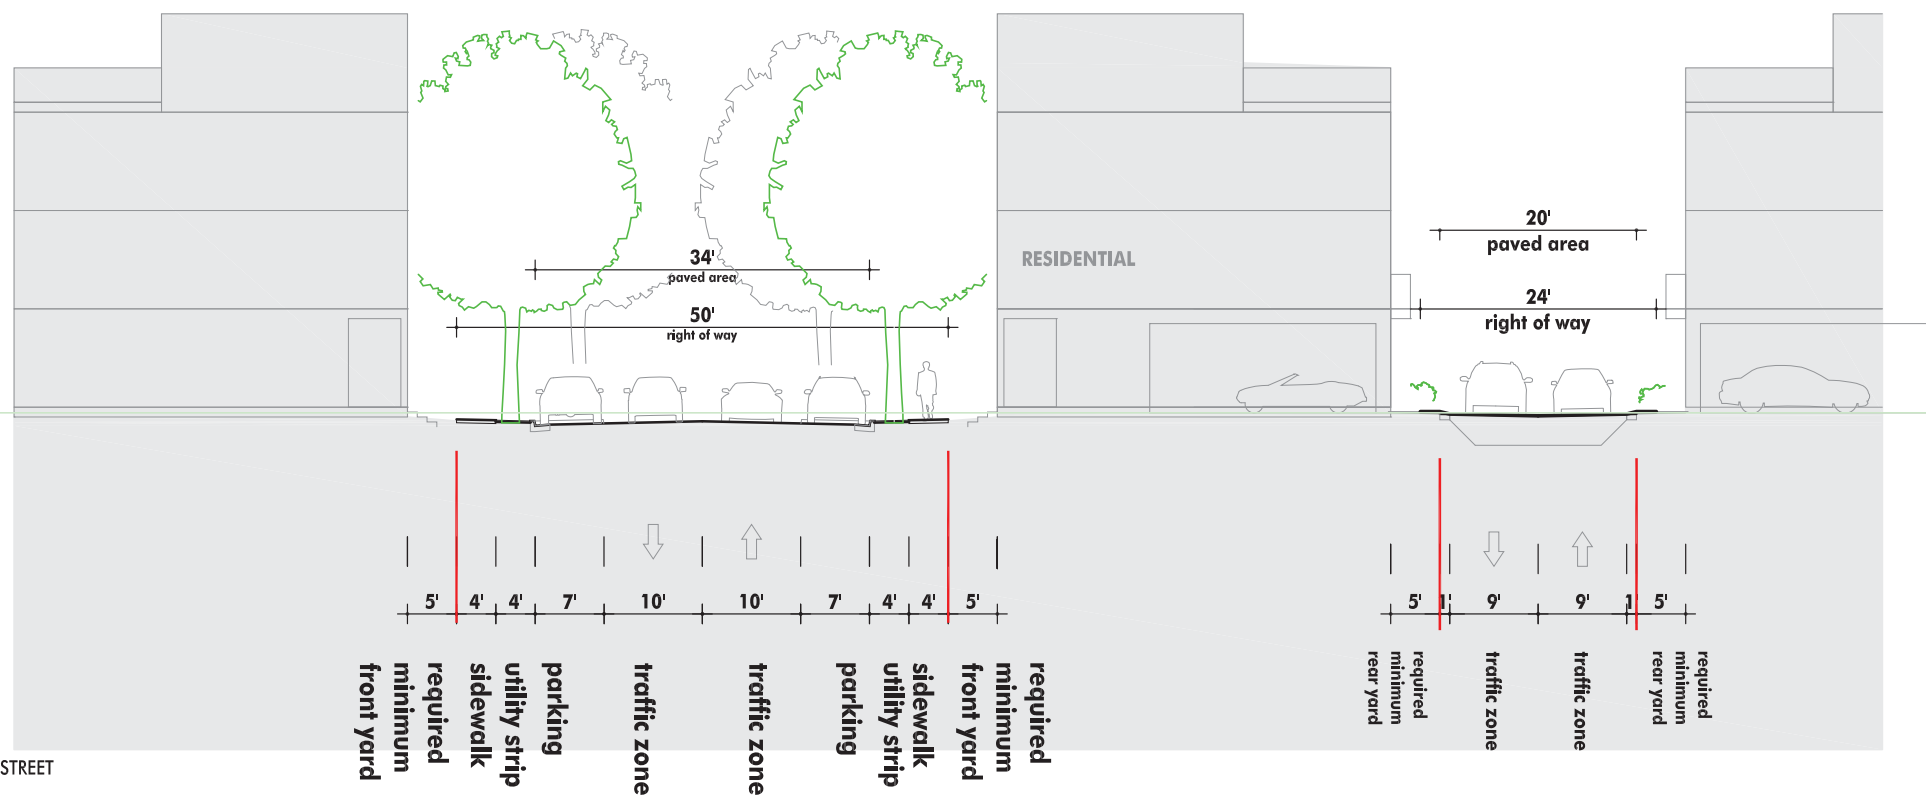 20'
paved area
34'
paved area
RESIDENTIAL
24'
right of way
50'
right of way
5' 4' 4' 7' 10' 10' 7' 4' 4' 5'
5' 1' 9' 9' 1' 5'
required
minimum
front yard
sidewalk
utility strip
parking
traffic zone
traffic zone
parking
utility strip
sidewalk
required
minimum
front yard
required
minimum
rear yard
traffic zone
traffic zone
required
minimum
rear yard
STREET